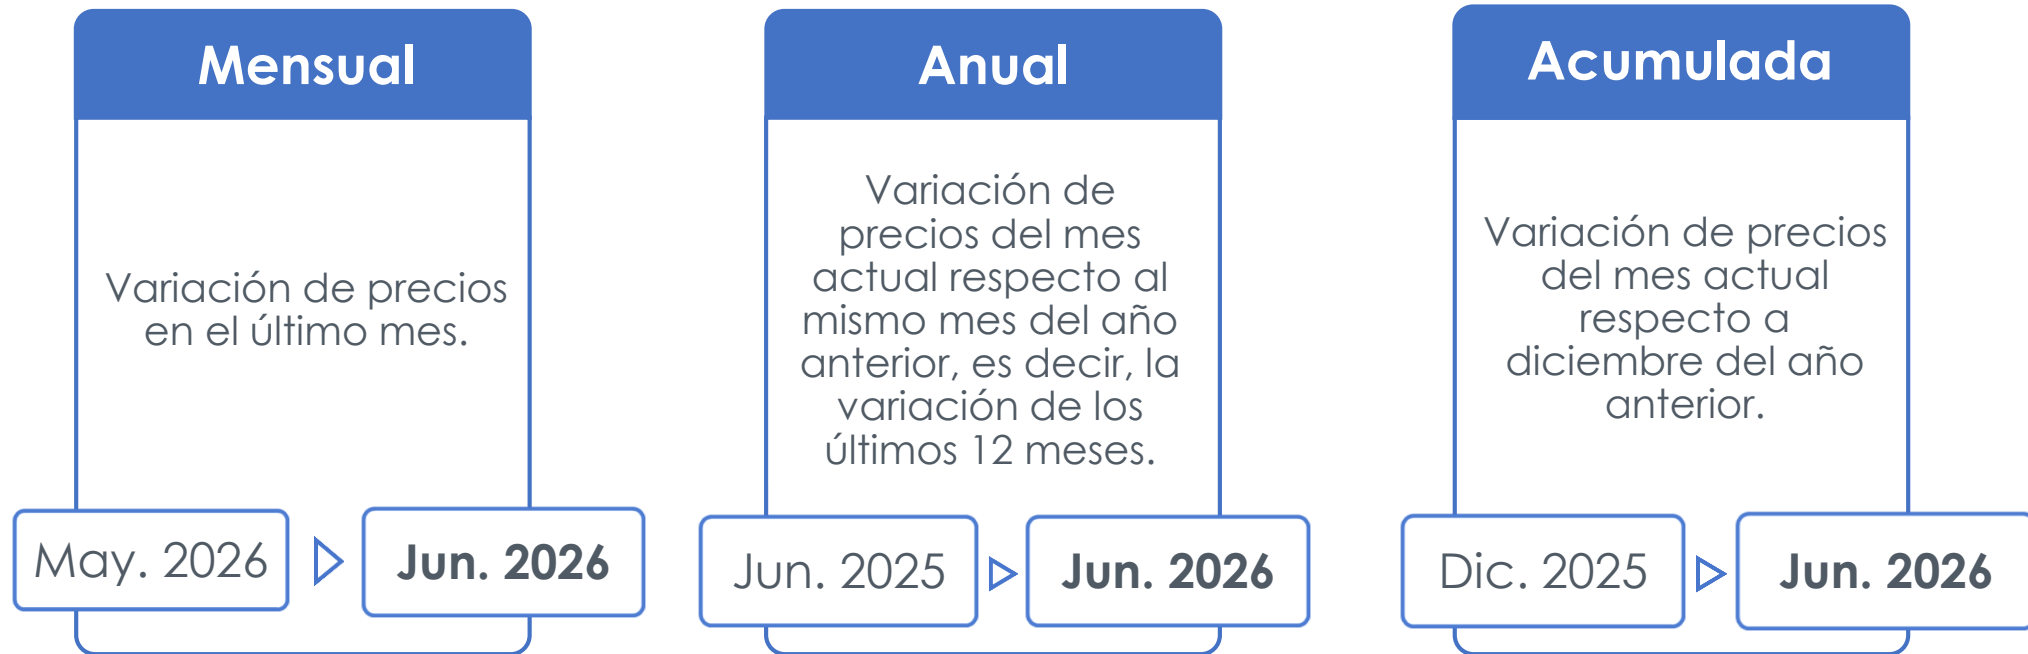 Mensual
Variación de precios
en el último mes.
May. 2026
Jun. 2026
Anual
Variación de
precios del mes
actual respecto al
mismo mes del año
anterior, es decir, la
variación de los
últimos 12 meses.
Jun. 2025
Jun. 2026
Acumulada
Variación de precios
del mes actual
respecto a
diciembre del año
anterior.
Dic. 2025
Jun. 2026